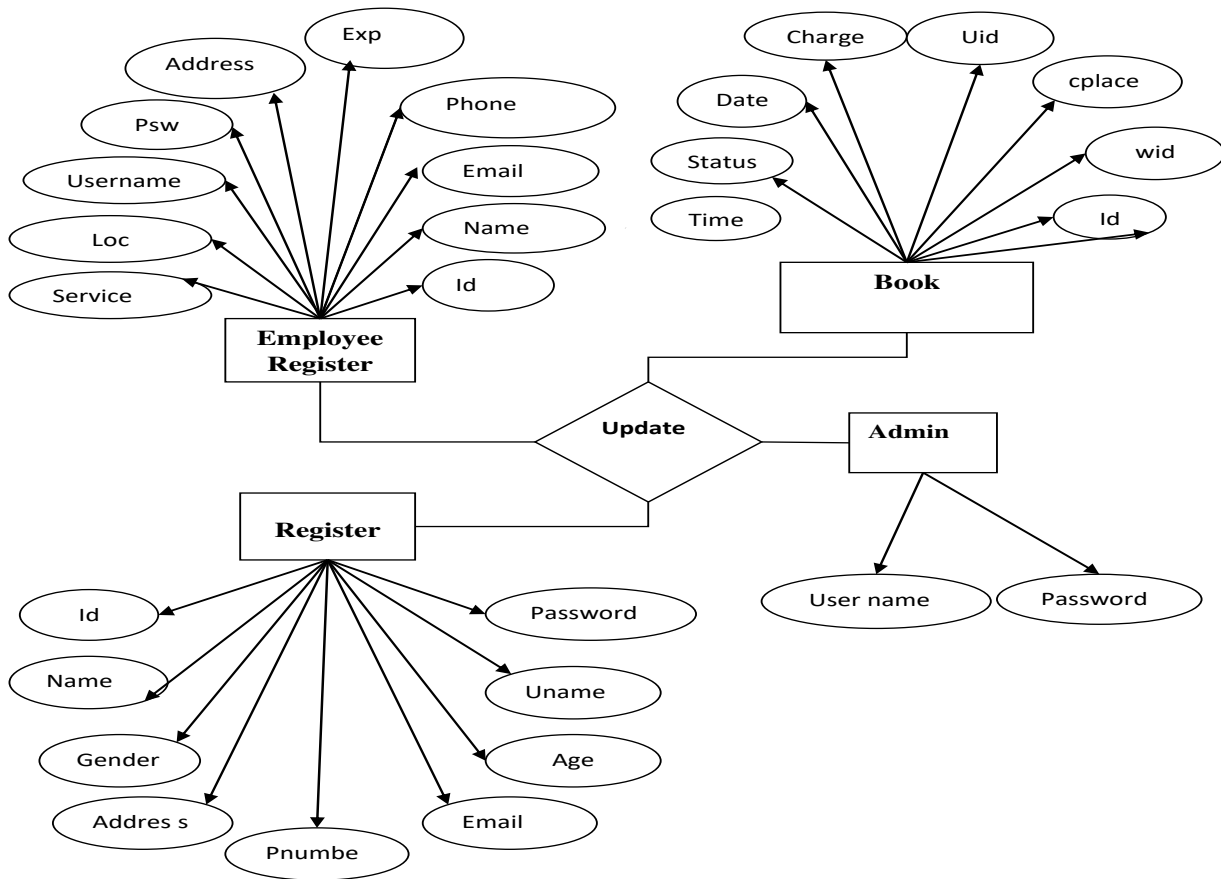 Exp
Address
Phone
Psw
Email
Username
Name
Loc
Id
Service
Employee
Register
Charge
Uid
Date
cplace
Status
wid
Time
Id
Book
Update
Admin
User name
Password
Register
Id
Password
Name
Uname
Gender
Age
Addres s
Email
Pnumbe